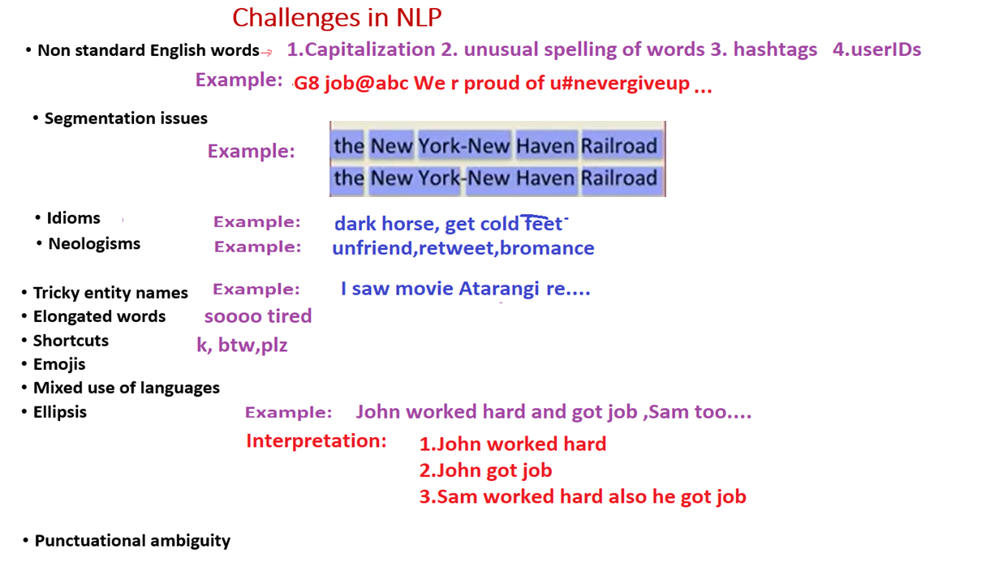 Challenges in NLP
• Non standard English words→ 1.Capitalization 2. unusual spelling of words 3. hashtags 4.userIDs
Example: G8 job@abc We r proud of u#nevergiveup ...
• Segmentation issues
Example: the New York-New Haven Railroad
the New York-New Haven Railroad
• Idioms Example: dark horse, get cold feet
• Neologisms Example: unfriend,retweet,bromance
• Tricky entity names Example: I saw movie Atarangi re....
• Elongated words soooo tired
• Shortcuts k, btw,plz
• Emojis
• Mixed use of languages
• Ellipsis Example: John worked hard and got job ,Sam too....
Interpretation: 1.John worked hard
2.John got job
3.Sam worked hard also he got job
• Punctuational ambiguity